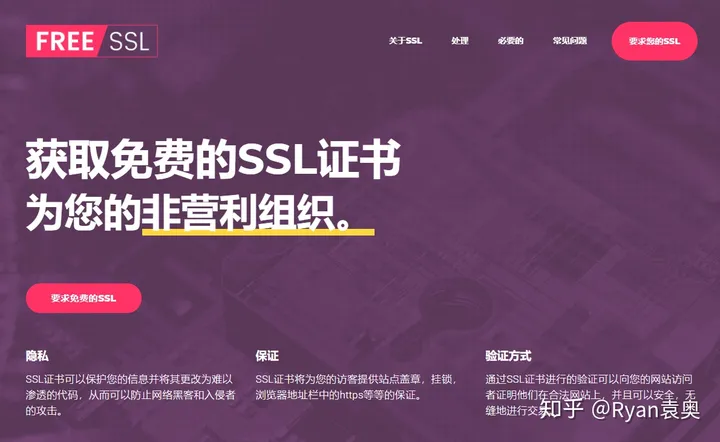 FREE SSL
关于SSL 处理 必要的 常见问题 要求您的SSL
获取免费的SSL证书
为您的非营利组织。
要求免费的SSL
隐私
SSL证书可以保护您的信息并将其更改为难以
渗透的代码，从而可以防止网络黑客和入侵者
的攻击。
保证
SSL证书将为您的访客提供站点盖章，挂锁，
浏览器地址栏中的https等等的保证。
验证方式
通过SSL证书进行的验证可以向您的网站访问
者证明他们在合法网站上，并且可以安全，无
缝地进行交
知乎 @Ryan袁奥